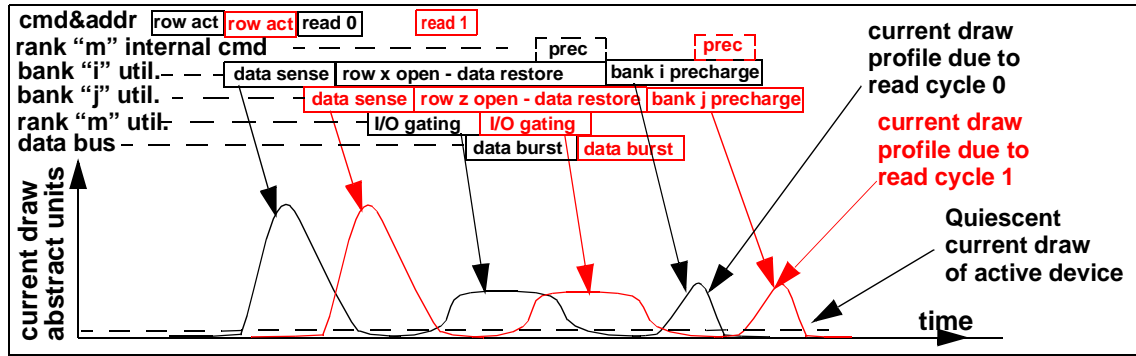 cmd&addr row act row act read 0 read 1
rank “m” internal cmd prec prec
bank “i” util. data sense row x open - data restore bank i precharge
bank “j” util. data sense row z open - data restore bank j precharge
rank “m” util. I/O gating I/O gating
data bus data burst data burst
current draw
profile due to
read cycle 0
current draw
profile due to
read cycle 1
Quiescent
current draw
of active device
current draw
abstract units
time